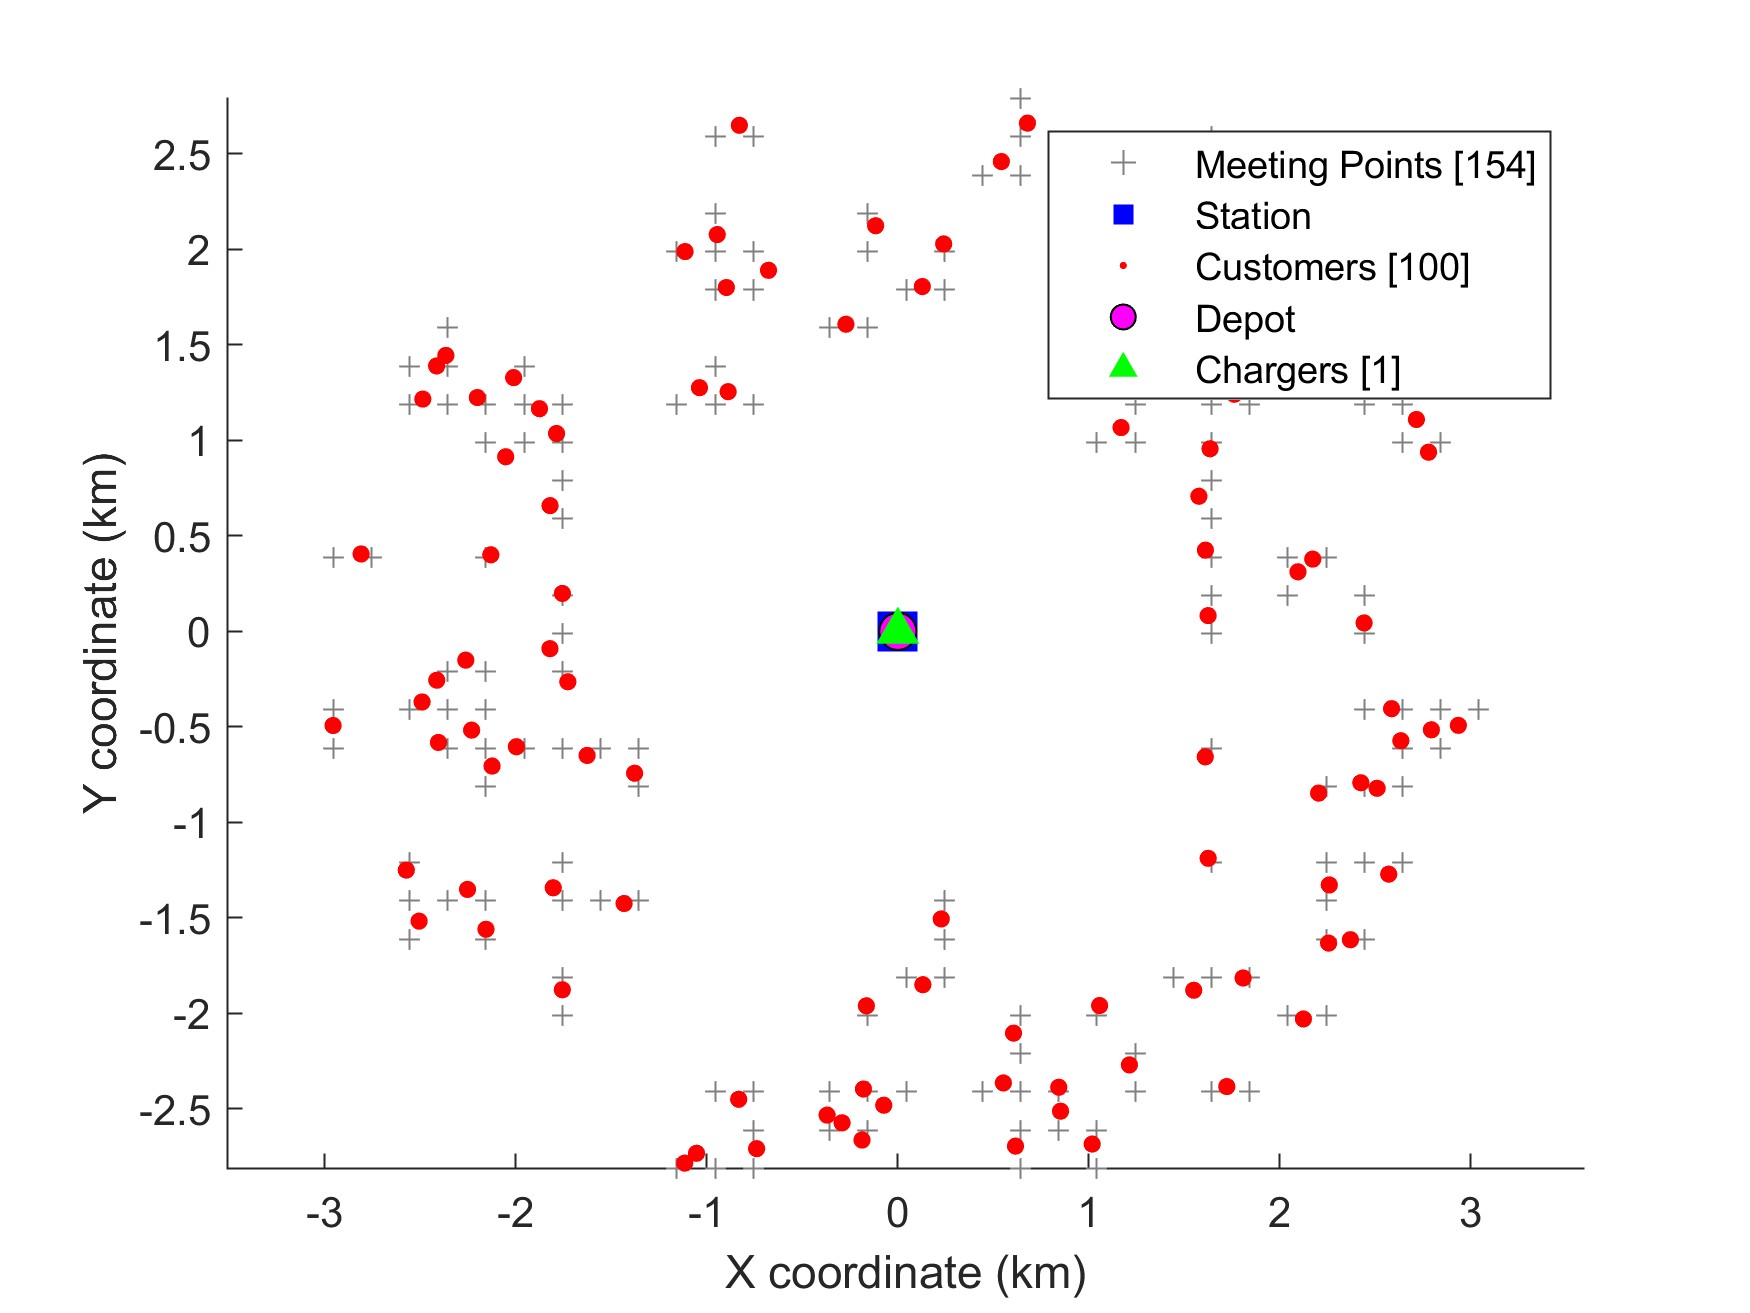 Meeting Points [154]
Station
Customers [100]
Depot
Chargers [1]
2.5
2
1.5
1
0.5
0
-0.5
-1
-1.5
-2
-2.5
Y coordinate (km)
-3
-2
-1
0
1
2
3
X coordinate (km)